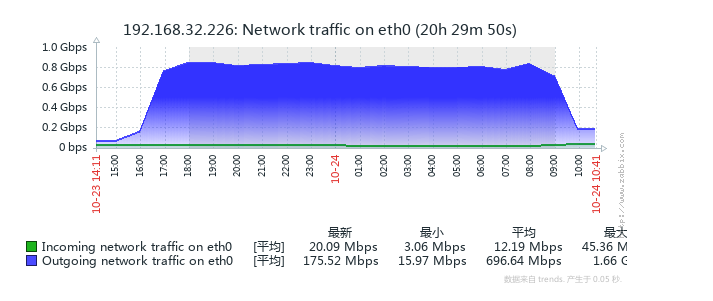 192.168.32.226: Network traffic on eth0 (20h 29m 50s)
1.0 Gbps
0.8 Gbps
0.6 Gbps
0.4 Gbps
0.2 Gbps
0 bps
10-23 14:11 15:00 16:00 17:00 18:00 19:00 20:00 21:00 22:00 23:00 10-24 01:00 02:00 03:00 04:00 05:00 06:00 07:00 08:00 09:00 10:00 10-24 10:41
最新 最小 平均 最大
Incoming network traffic on eth0 [平均] 20.09 Mbps 3.06 Mbps 12.19 Mbps 45.36 M
Outgoing network traffic on eth0 [平均] 175.52 Mbps 15.97 Mbps 696.64 Mbps 1.66 G
数据来自 trends. 产生于 0.05 秒.